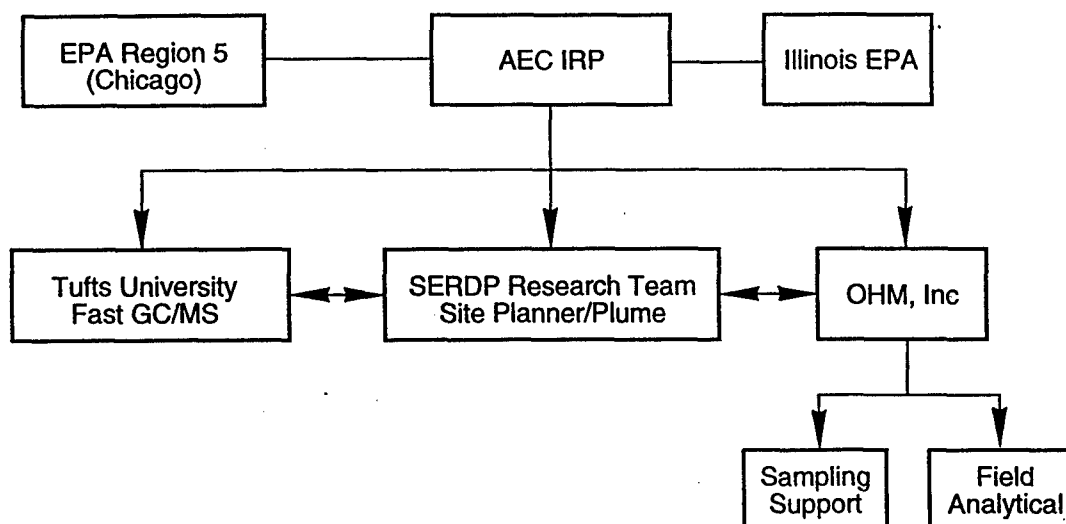 EPA Region 5
(Chicago)
AEC IRP
Illinois EPA
Tufts University
Fast GC/MS
SERDP Research Team
Site Planner/Plume
OHM, Inc
Sampling
Support
Field
Analytical